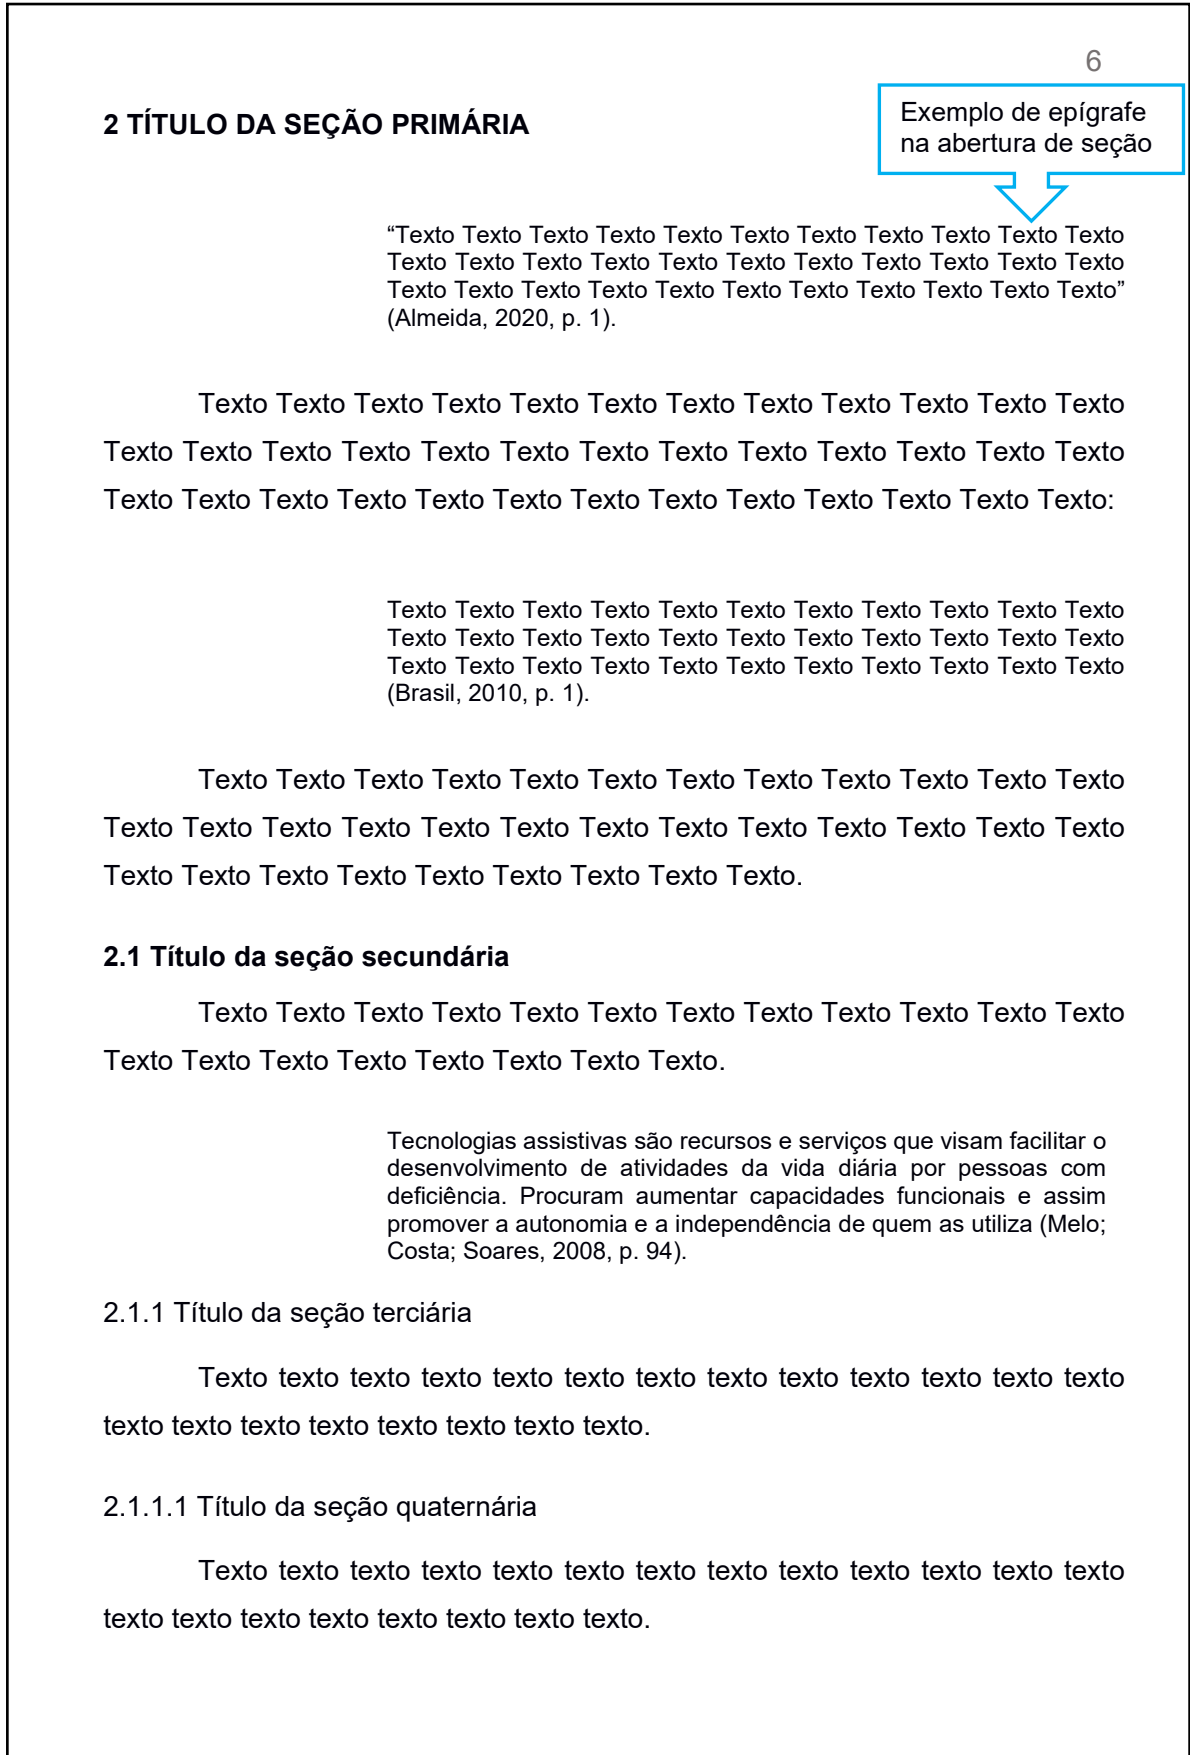 6
2 TÍTULO DA SEÇÃO PRIMÁRIA
Exemplo de epígrafe
na abertura de seção
“Texto Texto Texto Texto Texto Texto Texto Texto Texto Texto Texto
Texto Texto Texto Texto Texto Texto Texto Texto Texto Texto Texto
Texto Texto Texto Texto Texto Texto Texto Texto Texto Texto Texto”
(Almeida, 2020, p. 1).
Texto Texto Texto Texto Texto Texto Texto Texto Texto Texto Texto Texto
Texto Texto Texto Texto Texto Texto Texto Texto Texto Texto Texto Texto Texto
Texto Texto Texto Texto Texto Texto Texto Texto Texto Texto Texto Texto Texto:
Texto Texto Texto Texto Texto Texto Texto Texto Texto Texto Texto
Texto Texto Texto Texto Texto Texto Texto Texto Texto Texto Texto
Texto Texto Texto Texto Texto Texto Texto Texto Texto Texto Texto
(Brasil, 2010, p. 1).
Texto Texto Texto Texto Texto Texto Texto Texto Texto Texto Texto Texto
Texto Texto Texto Texto Texto Texto Texto Texto Texto Texto Texto Texto Texto
Texto Texto Texto Texto Texto Texto Texto Texto Texto.
2.1 Título da seção secundária
Texto Texto Texto Texto Texto Texto Texto Texto Texto Texto Texto Texto
Texto Texto Texto Texto Texto Texto Texto Texto.
Tecnologias assistivas são recursos e serviços que visam facilitar o
desenvolvimento de atividades da vida diária por pessoas com
deficiência. Procuram aumentar capacidades funcionais e assim
promover a autonomia e a independência de quem as utiliza (Melo;
Costa; Soares, 2008, p. 94).
2.1.1 Título da seção terciária
Texto texto texto texto texto texto texto texto texto texto texto texto texto
texto texto texto texto texto texto texto texto.
2.1.1.1 Título da seção quaternária
Texto texto texto texto texto texto texto texto texto texto texto texto texto
texto texto texto texto texto texto texto texto.